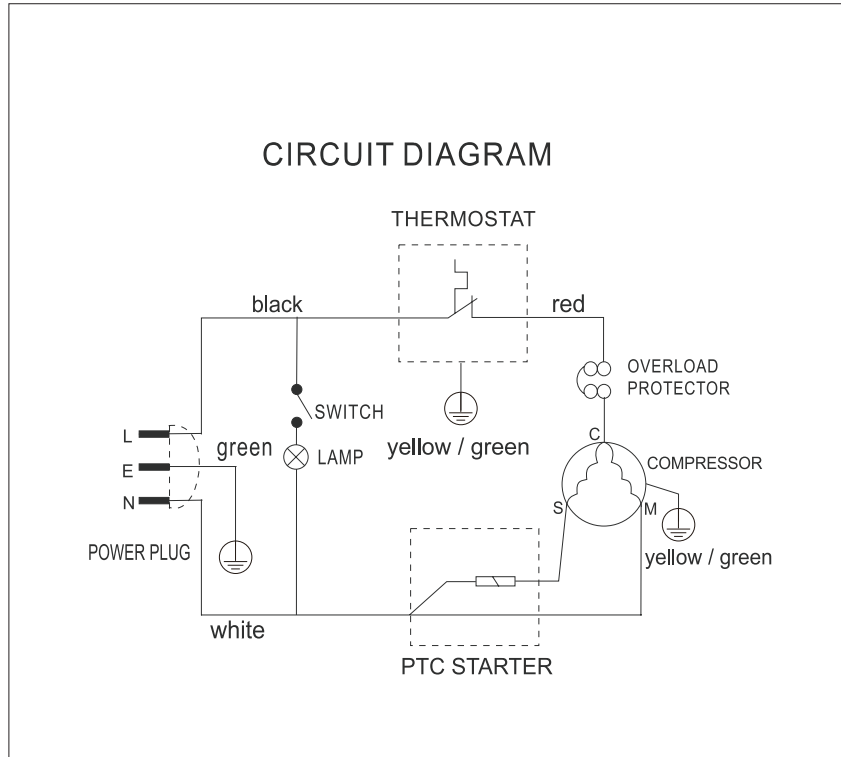 CIRCUIT DIAGRAM
THERMOSTAT
black
red
OVERLOAD
PROTECTOR
SWITCH
L
green
LAMP
yellow / green
C
COMPRESSOR
E
N
S
M
POWER PLUG
yellow / green
white
PTC STARTER